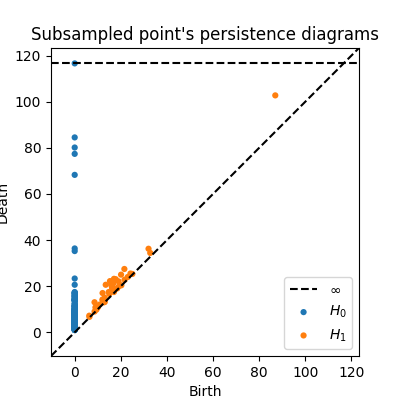 Subsampled point's persistence diagrams
120
100
80
60
40
20
0
Death
0 20 40 60 80 100 120
Birth
∞
H₀
H₁